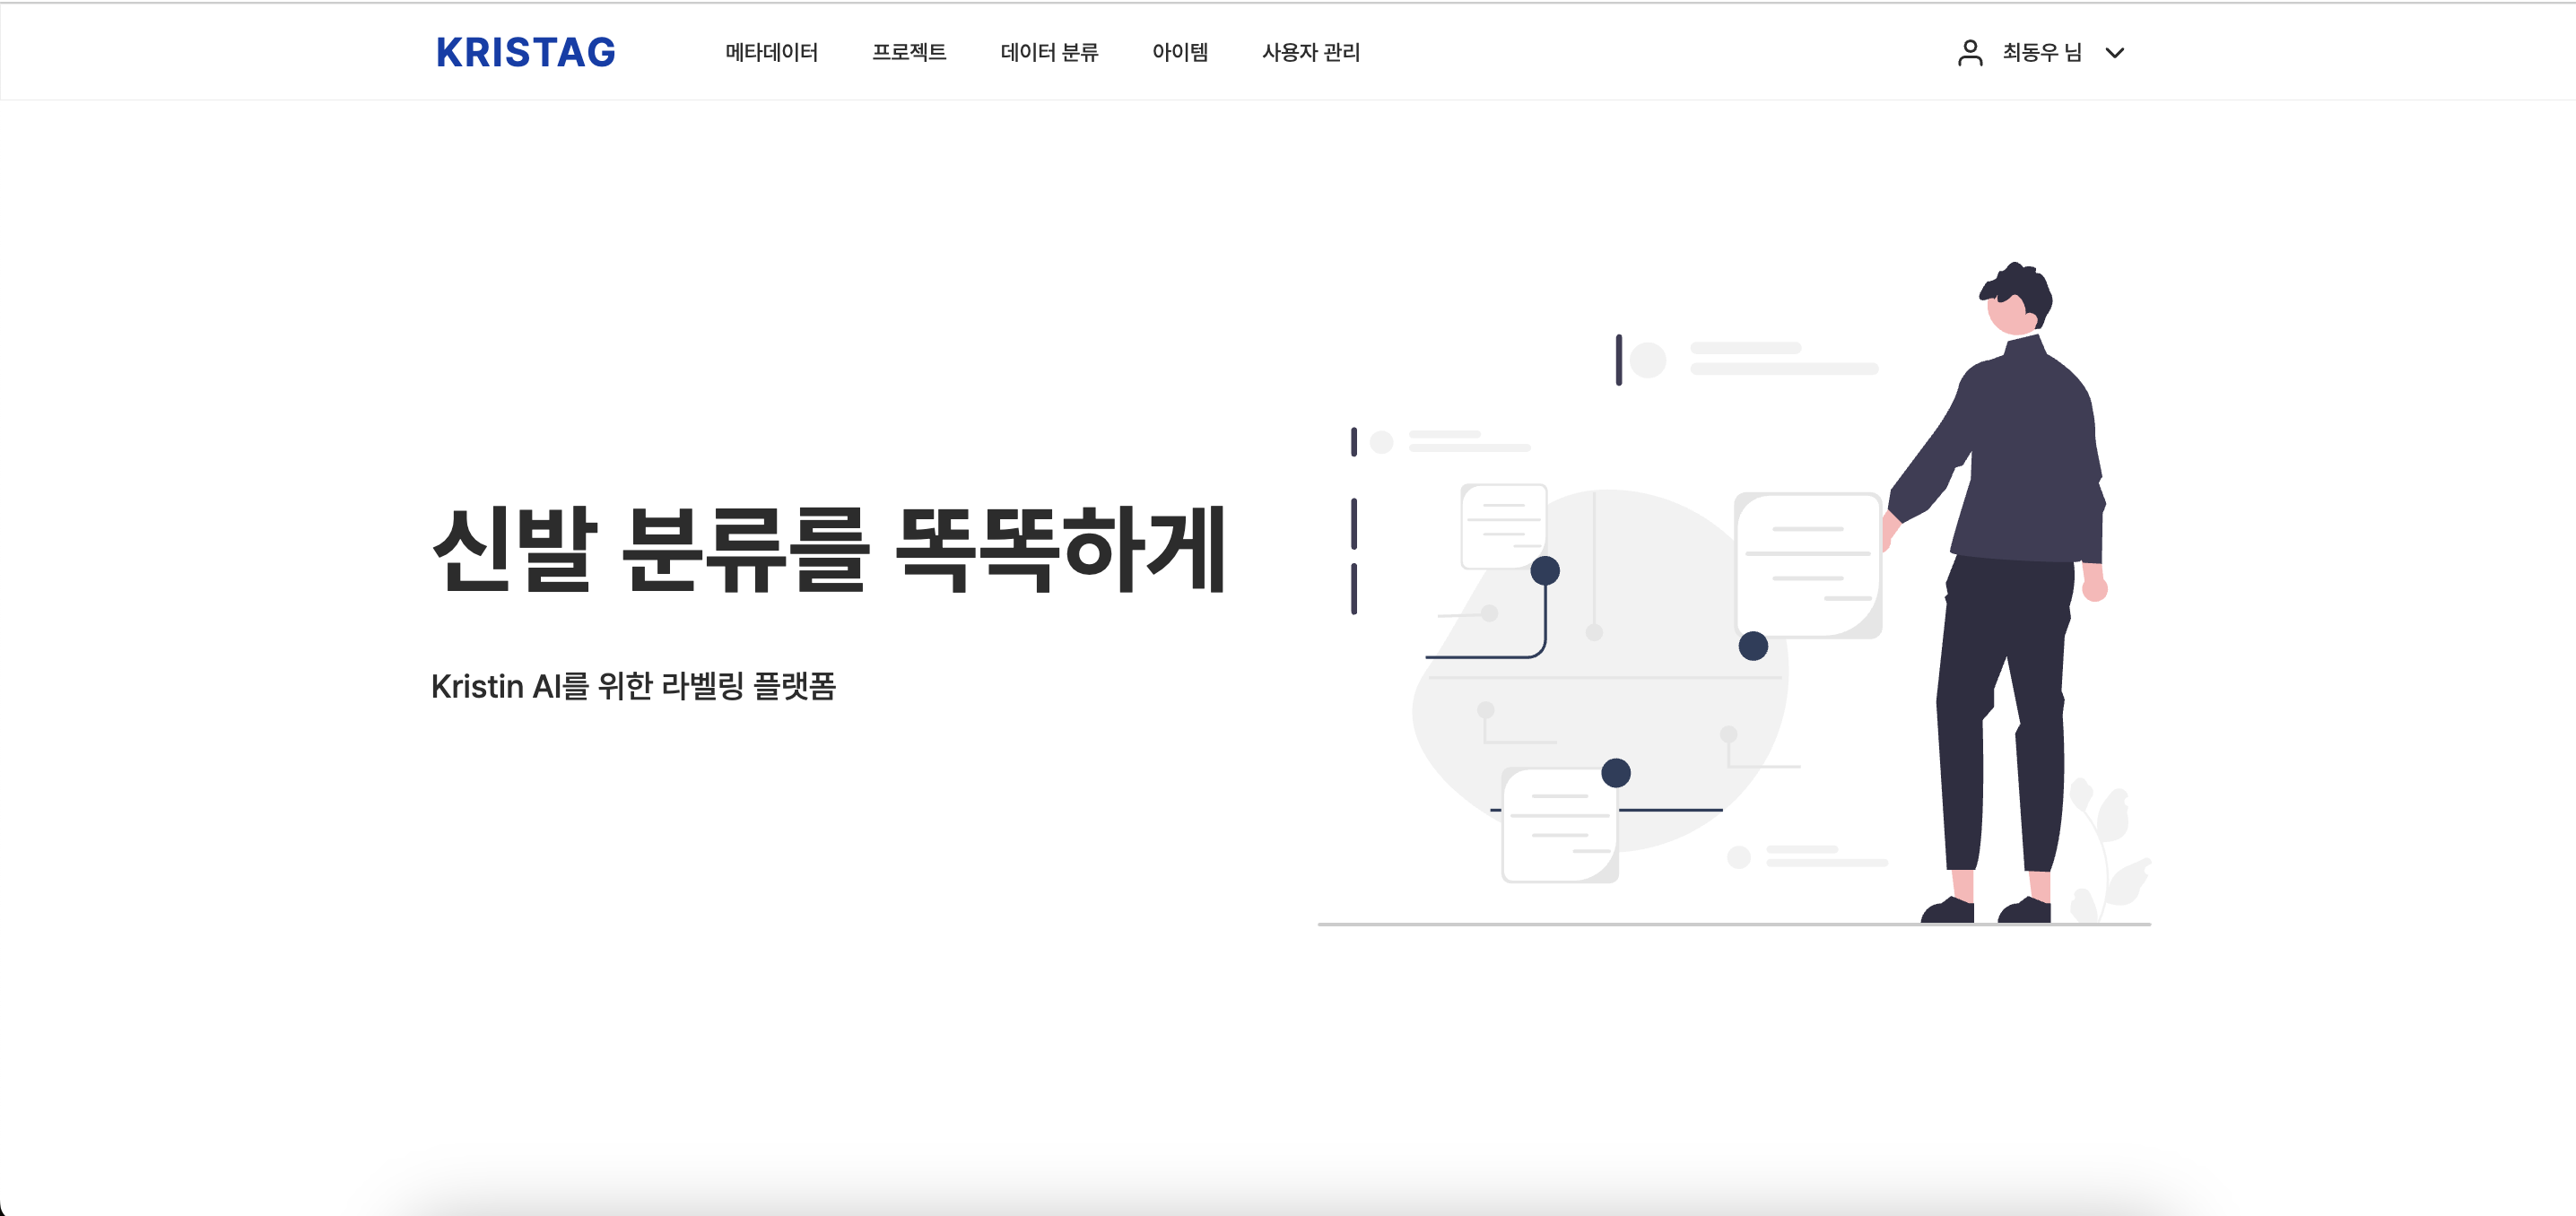 KRISTAG 메타데이터 프로젝트 데이터 분류 아이템 사용자 관리 최동우 님
신발 분류를 똑똑하게
Kristin AI를 위한 라벨링 플랫폼